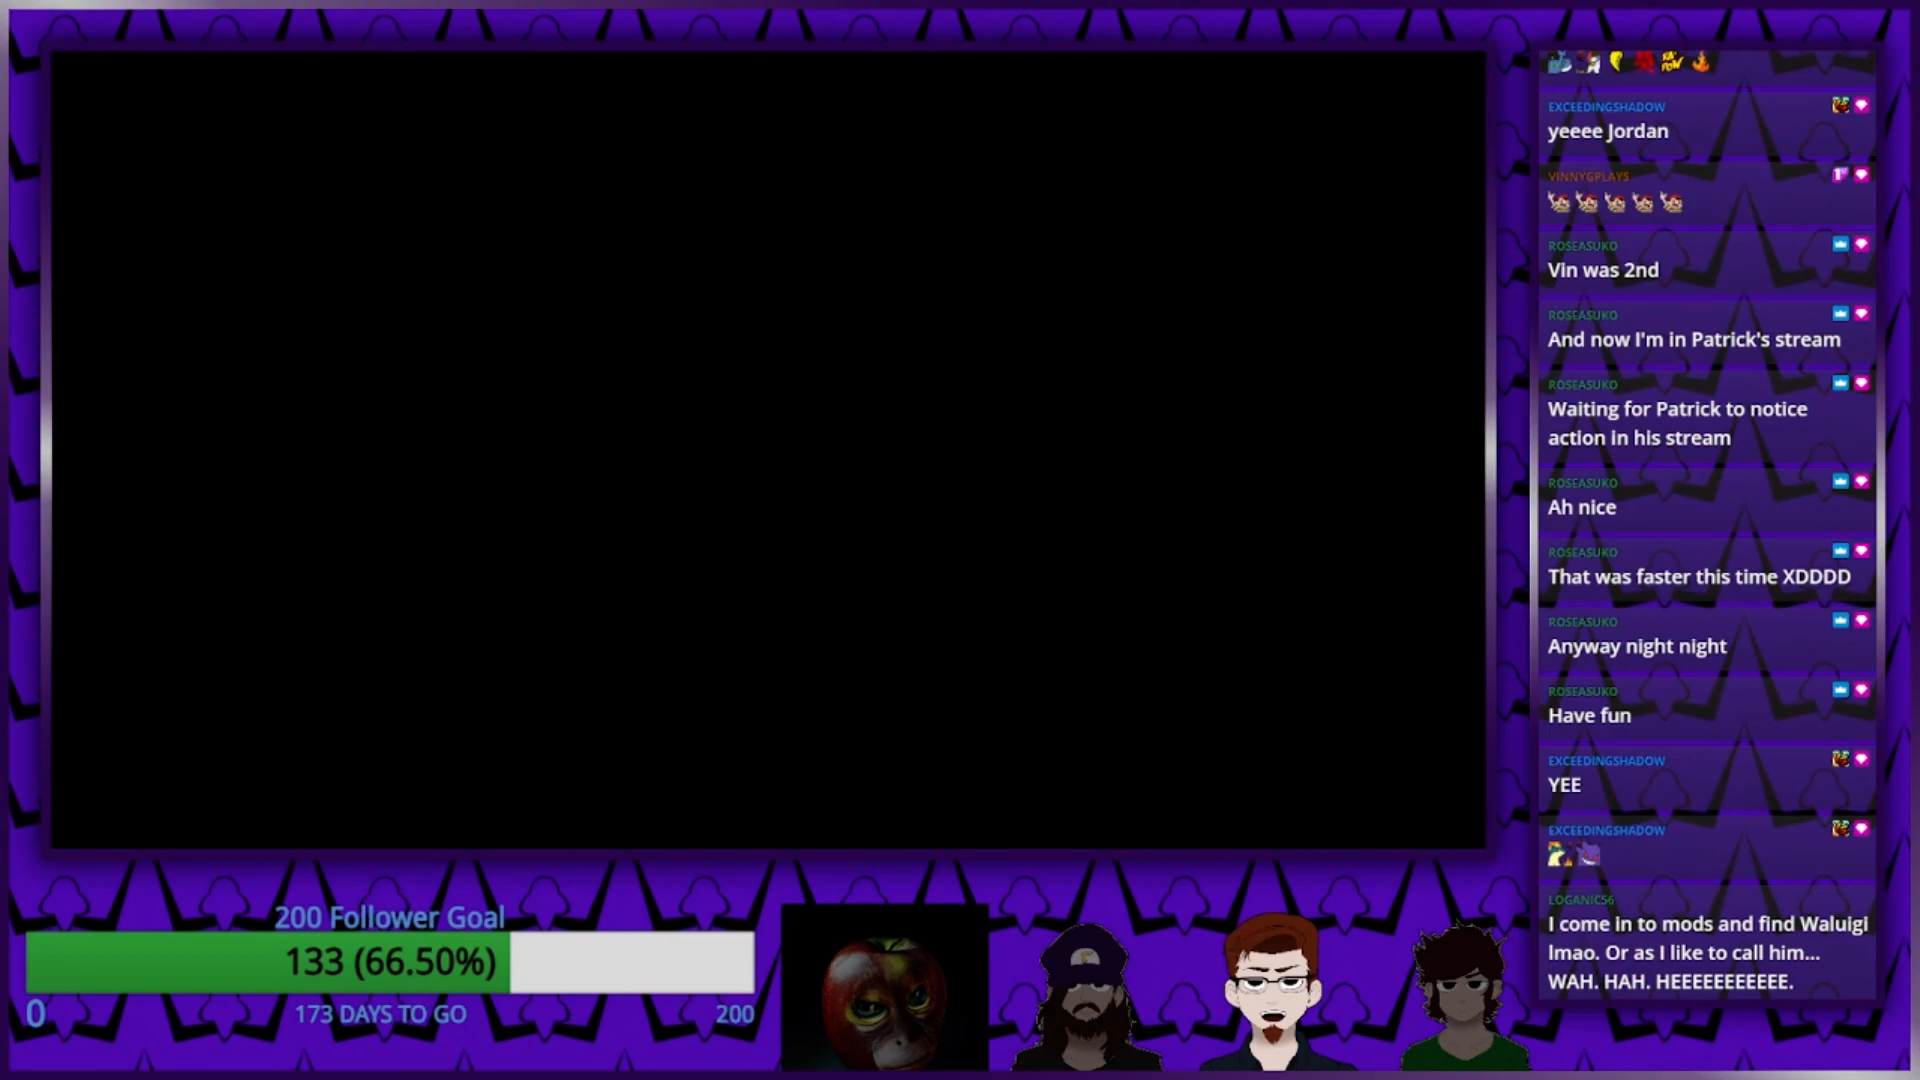 EXCEEDINGSHADOW
yeeee Jordan
VINNYGPLAYS
ROSEASUKO
Vin was 2nd
ROSEASUKO
And now I'm in Patrick's stream
ROSEASUKO
Waiting for Patrick to notice
action in his stream
ROSEASUKO
Ah nice
ROSEASUKO
That was faster this time XDDDD
ROSEASUKO
Anyway night night
ROSEASUKO
Have fun
EXCEEDINGSHADOW
YEE
EXCEEDINGSHADOW
LOGANIC56
I come in to mods and find Waluigi
lmao. Or as I like to call him...
WAH. HAH. HEEEEEEEEEEE.
200 Follower Goal
133 (66.50%)
0
173 DAYS TO GO
200